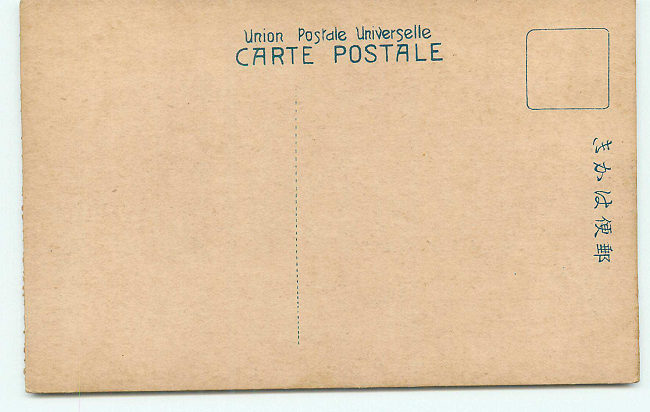 Union Postale Universelle
CARTE POSTALE
郵便はかき